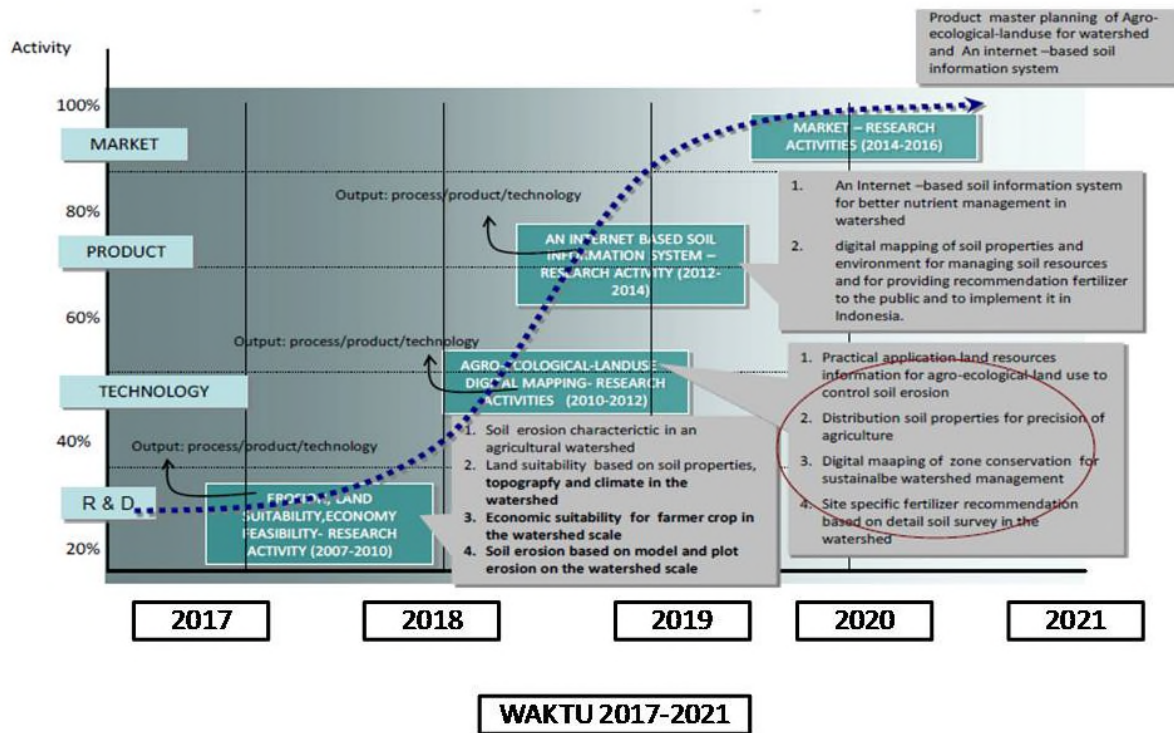 Product master planning of Agro-
ecological-landuse for watershed
and An internet –based soil
information system
Activity
100%
MARKET
MARKET – RESEARCH
ACTIVITIES (2014-2016)
Output: process/product/technology
80%
PRODUCT
AN INTERNET BASED SOIL
INFORMATION SYSTEM –
RESEARCH ACTIVITY (2012-
2014)
1. An Internet –based soil information system
for better nutrient management in
watershed
2. digital mapping of soil properties and
environment for managing soil resources
and for providing recommendation fertilizer
to the public and to implement it in
Indonesia.
60%
Output: process/product/technology
TECHNOLOGY
AGRO-ECOLOGICAL-LANDUSE
DIGITAL MAPPING- RESEARCH
ACTIVITIES (2010-2012)
1. Practical application land resources
information for agro-ecological-land use to
control soil erosion
2. Distribution soil properties for precision of
agriculture
3. Digital maaping of zone conservation for
sustainalbe watershed management
4. Site specific fertilizer recommendation
based on detail soil survey in the
watershed
40%
Output: process/product/technology
R & D
EROSION, LAND
SUITABILITY,ECONOMY
FEASIBILITY- RESEARCH
ACTIVITY (2007-2010)
1. Soil erosion characterictic in an
agricultural watershed
2. Land suitability based on soil properties,
topograpfy and climate in the
watershed
3. Economic suitability for farmer crop in
the watershed scale
4. Soil erosion based on model and plot
erosion on the watershed scale
20%
2017
2018
2019
2020
2021
WAKTU 2017-2021